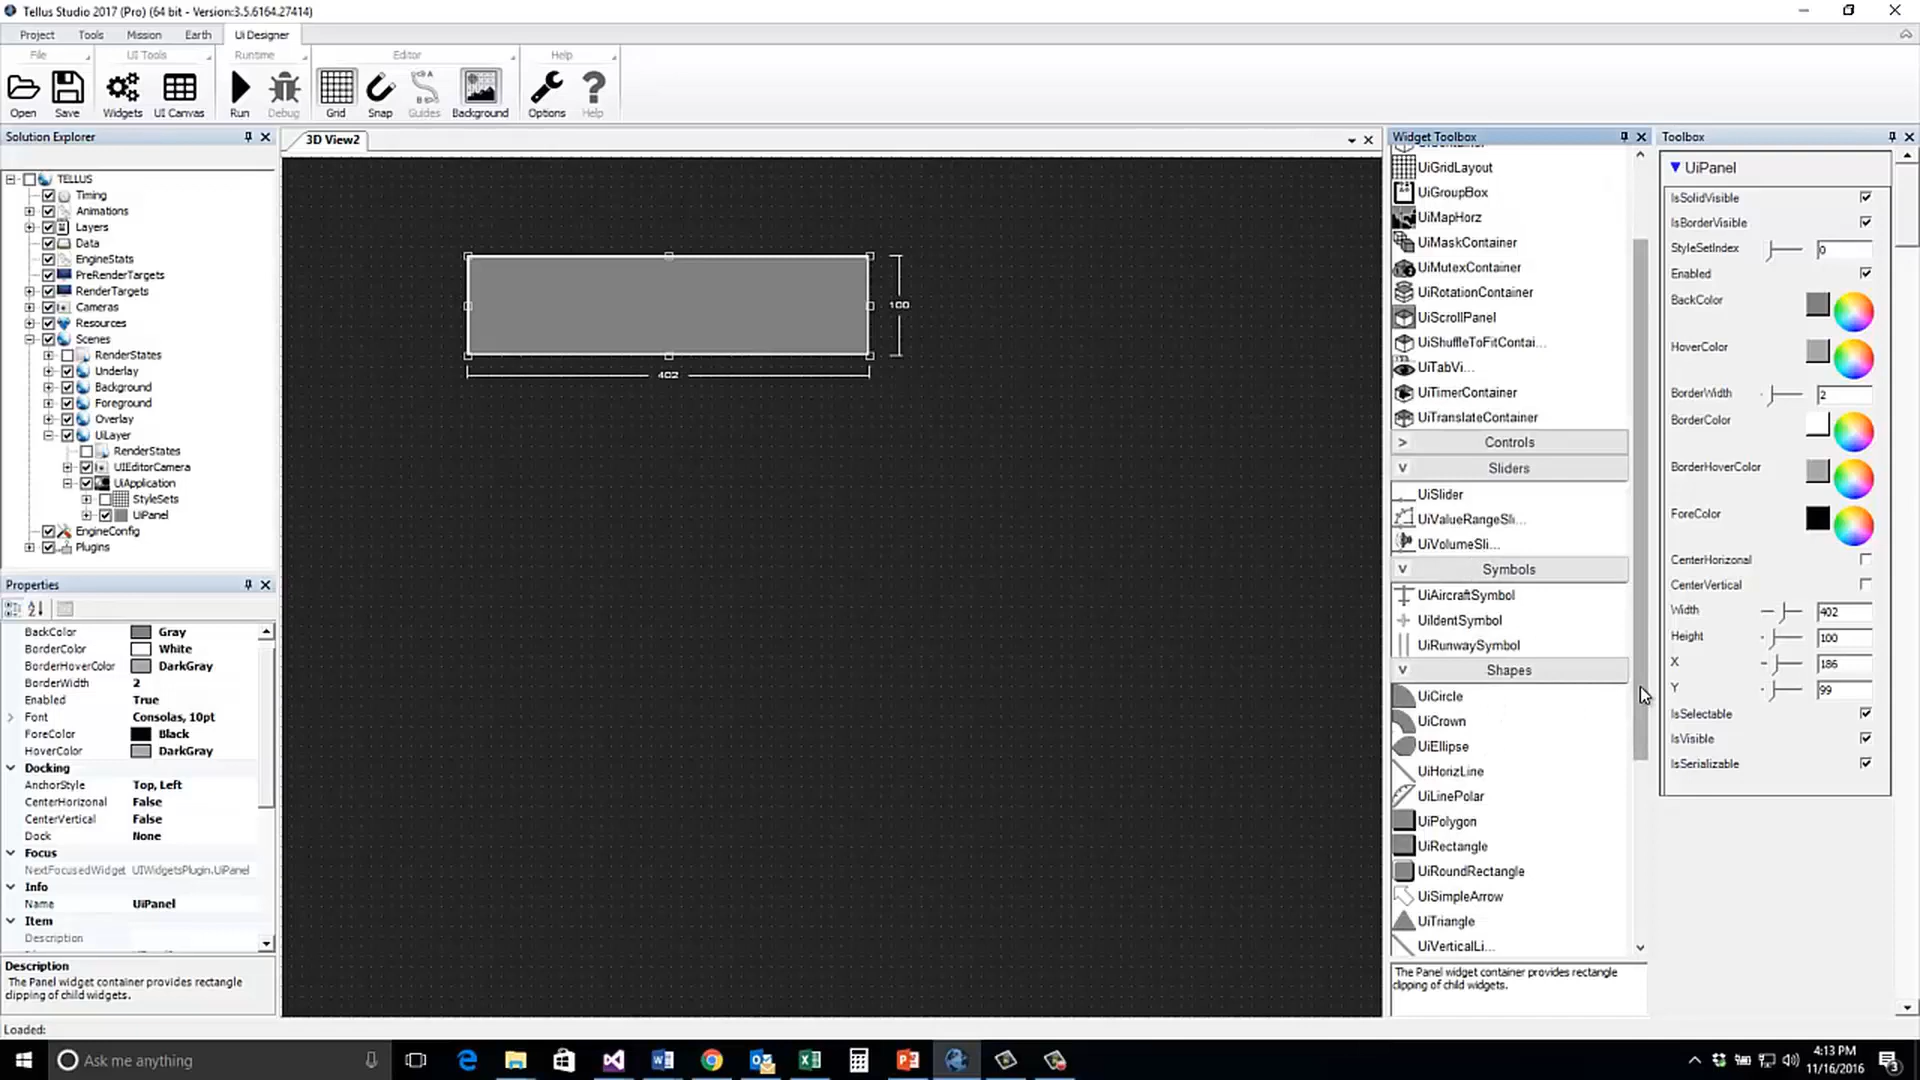 Tellus Studio 2017 (Pro) (64 bit - Version:3.5.6164.27414)
Project Tools Mission Earth Ui Designer
File UI Tools Runtime Editor Help
Open Save Widgets UI Canvas Run Debug Grid Snap Guides Background Options Help
Solution Explorer
TELLUS
Timing
Animations
Layers
Data
EngineStats
PreRenderTargets
RenderTargets
Cameras
Resources
Scenes
RenderStates
Underlay
Background
Foreground
Overlay
UiLayer
RenderStates
UIEditorCamera
UiApplication
StyleSets
UiPanel
EngineConfig
Plugins
Properties
BackColor Gray
BorderColor White
BorderHoverColor DarkGray
BorderWidth 2
Enabled True
Font Consolas, 10pt
ForeColor Black
HoverColor DarkGray
Docking
AnchorStyle Top, Left
CenterHorizontal False
CenterVertical False
Dock None
Focus
NextFocusedWidget UIWidgetsPlugin.UiPanel
Info
Name UiPanel
Item
Description
Description
The Panel widget container provides rectangle
clipping of child widgets.
Loaded:
3D View2
100
402
Widget Toolbox
UiGridLayout
UiGroupBox
UiMapHorz
UiMaskContainer
UiMutexContainer
UiRotationContainer
UiScrollPanel
UiShuffleToFitContai...
UiTabVi...
UiTimerContainer
UiTranslateContainer
> Controls
v Sliders
UiSlider
UiValueRangeSli...
UiVolumeSli...
v Symbols
UiAircraftSymbol
UiIdentSymbol
UiRunwaySymbol
v Shapes
UiCircle
UiCrown
UiEllipse
UiHorizLine
UiLinePolar
UiPolygon
UiRectangle
UiRoundRectangle
UiSimpleArrow
UiTriangle
UiVerticalLi...
The Panel widget container provides rectangle
clipping of child widgets.
Toolbox
UiPanel
IsSolidVisible
IsBorderVisible
StyleSetIndex 0
Enabled
BackColor
HoverColor
BorderWidth 2
BorderColor
BorderHoverColor
ForeColor
CenterHorizontal
CenterVertical
Width 402
Height 100
X 186
Y 99
IsSelectable
IsVisible
IsSerializable
Ask me anything
4:13 PM
11/16/2016
3